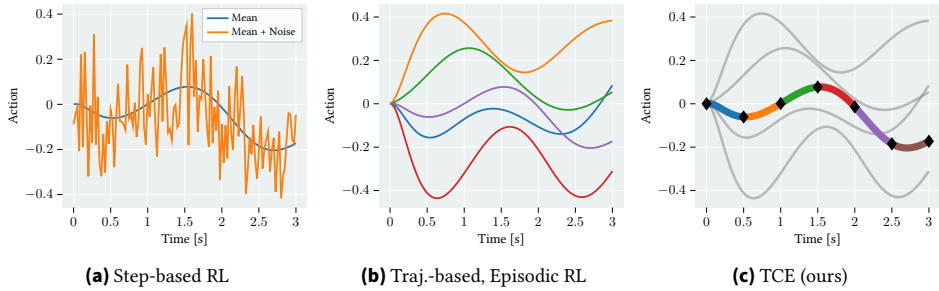 0.4
0.2
0
−0.2
−0.4
Action
Mean
Mean + Noise
0 0.5 1 1.5 2 2.5 3
Time [s]
(a) Step-based RL
0.4
0.2
0
−0.2
−0.4
Action
0 0.5 1 1.5 2 2.5 3
Time [s]
(b) Traj.-based, Episodic RL
0.4
0.2
0
−0.2
−0.4
Action
0 0.5 1 1.5 2 2.5 3
Time [s]
(c) TCE (ours)